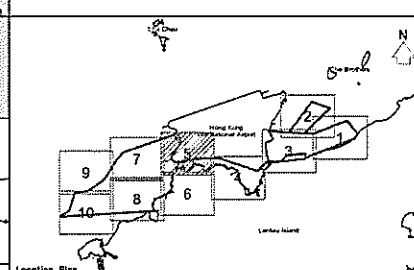 Chau
N
The Brothers
Hong Kong
National Airport
2
1
7
5
3
9
8
6
10
Lantau Island
Location Plan